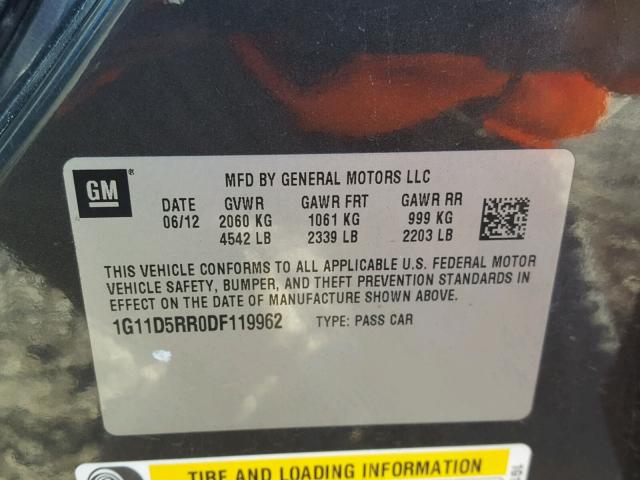 GM
MFD BY GENERAL MOTORS LLC
DATE GVWR GAWR FRT GAWR RR
06/12 2060 KG 1061 KG 999 KG
4542 LB 2339 LB 2203 LB
THIS VEHICLE CONFORMS TO ALL APPLICABLE U.S. FEDERAL MOTOR
VEHICLE SAFETY, BUMPER, AND THEFT PREVENTION STANDARDS IN
EFFECT ON THE DATE OF MANUFACTURE SHOWN ABOVE.
1G11D5RR0DF119962 TYPE: PASS CAR
TIRE AND LOADING INFORMATION